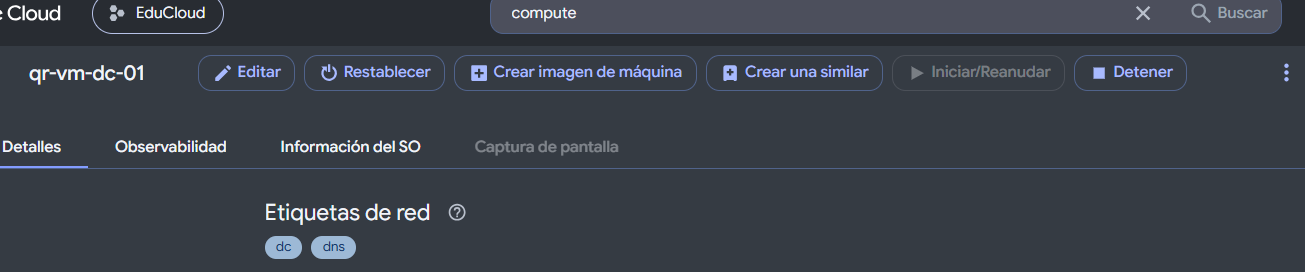 Cloud
EduCloud
compute
Buscar
qr-vm-dc-01
Editar
Restablecer
Crear imagen de máquina
Crear una similar
Iniciar/Reanudar
Detener
Detalles
Observabilidad
Información del SO
Captura de pantalla
Etiquetas de red
dc
dns